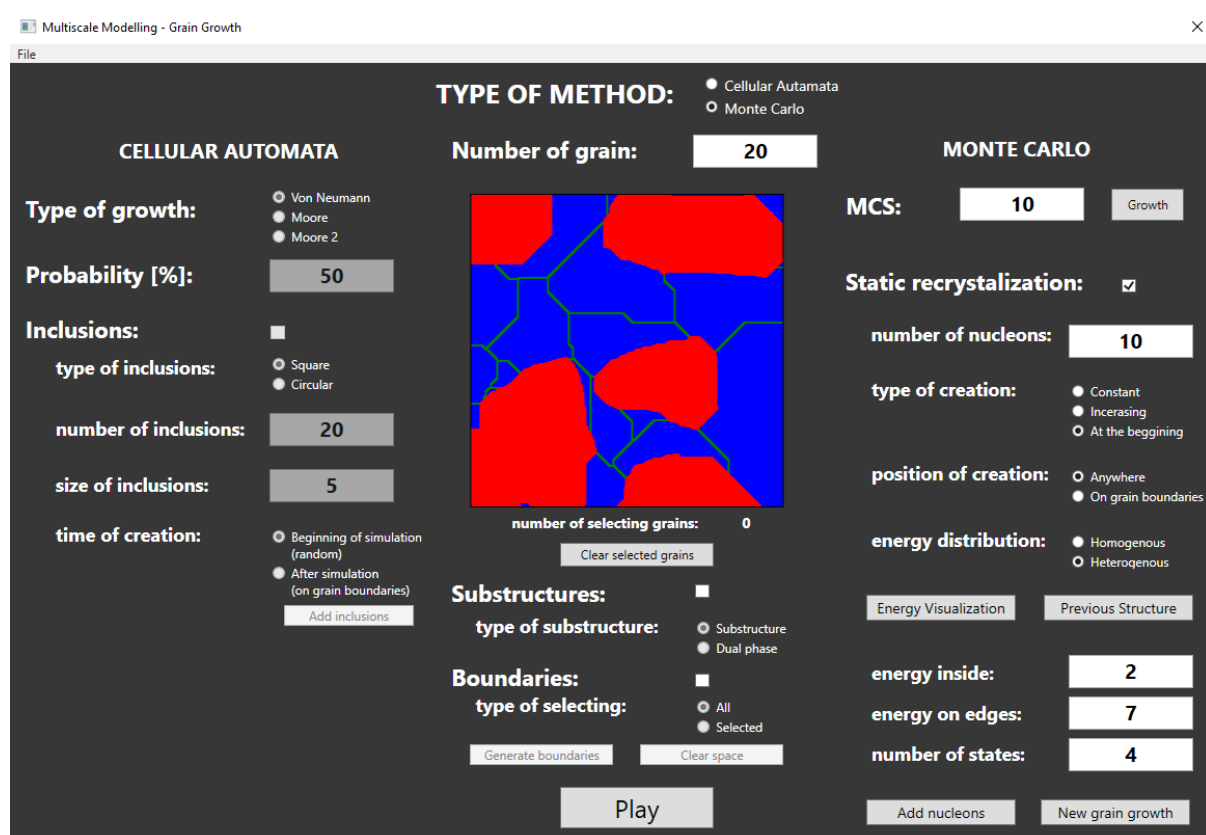 Multiscale Modelling - Grain Growth
File
TYPE OF METHOD:
Cellular Autamata
Monte Carlo
CELLULAR AUTOMATA
Type of growth:
Von Neumann
Moore
Moore 2
Probability [%]:
50
Inclusions:
type of inclusions:
Square
Circular
number of inclusions:
20
size of inclusions:
5
time of creation:
Beginning of simulation
(random)
After simulation
(on grain boundaries)
Add inclusions
Number of grain:
20
number of selecting grains: 0
Clear selected grains
Substructures:
type of substructure:
Substructure
Dual phase
Boundaries:
type of selecting:
All
Selected
Generate boundaries
Clear space
Play
MONTE CARLO
MCS:
10
Growth
Static recrystalization:
number of nucleons:
10
type of creation:
Constant
Incerasing
At the beggining
position of creation:
Anywhere
On grain boundaries
energy distribution:
Homogenous
Heterogenous
Energy Visualization
Previous Structure
energy inside:
2
energy on edges:
7
number of states:
4
Add nucleons
New grain growth